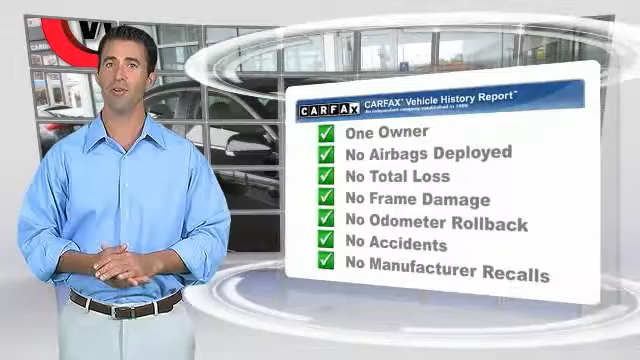 CARFAX CARFAX Vehicle History Report™
An independent company established in 1986
One Owner
No Airbags Deployed
No Total Loss
No Frame Damage
No Odometer Rollback
No Accidents
No Manufacturer Recalls